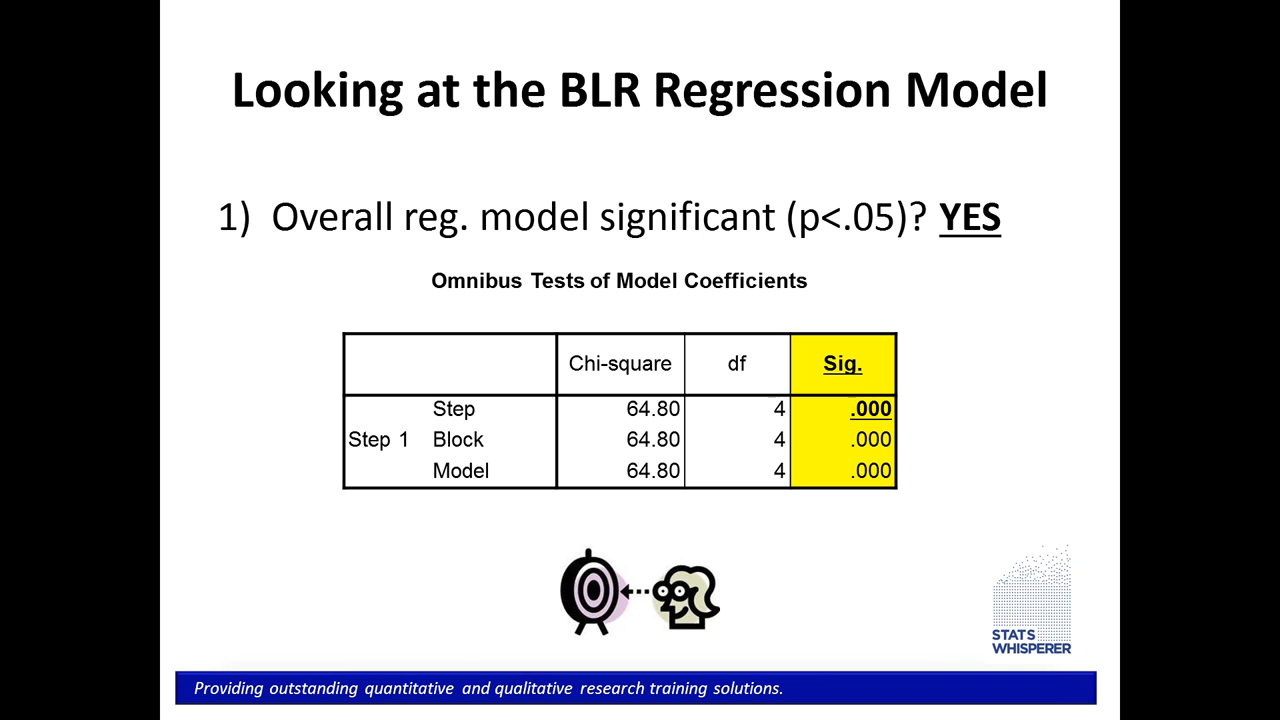 Looking at the BLR Regression Model
1) Overall reg. model significant (p<.05)? YES
Omnibus Tests of Model Coefficients
Chi-square df Sig.
Step 64.80 4 .000
Step 1 Block 64.80 4 .000
Model 64.80 4 .000
STATS
WHISPERER
Providing outstanding quantitative and qualitative research training solutions.